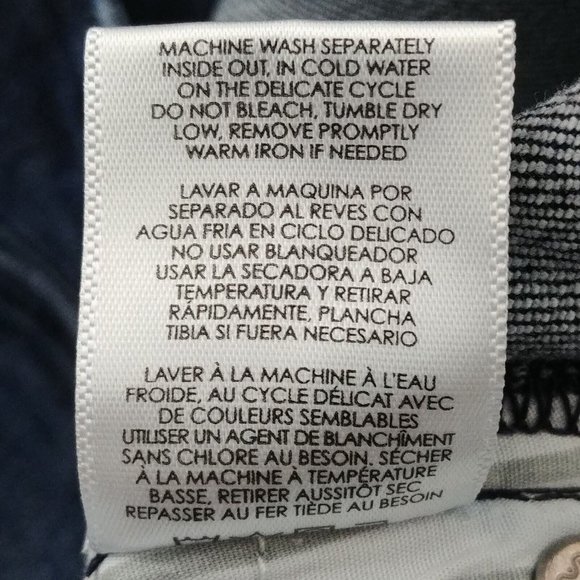 MACHINE WASH SEPARATELY
INSIDE OUT, IN COLD WATER
ON THE DELICATE CYCLE
DO NOT BLEACH, TUMBLE DRY
LOW, REMOVE PROMPTLY
WARM IRON IF NEEDED
LAVAR A MAQUINA POR
SEPARADO AL REVES CON
AGUA FRIA EN CICLO DELICADO
NO USAR BLANQUEADOR
USAR LA SECADORA A BAJA
TEMPERATURA Y RETIRAR
RÁPIDAMENTE, PLANCHA
TIBIA SI FUERA NECESARIO
LAVER À LA MACHINE À L'EAU
FROIDE, AU CYCLE DÉLICAT AVEC
DE COULEURS SEMBLABLES
UTILISER UN AGENT DE BLANCHÎMENT
SANS CHLORE AU BESOIN. SÉCHER
À LA MACHINE À TEMPÉRATURE
BASSE, RETIRER AUSSITÔT SEC
REPASSER AU FER TIÈDE AU BESOIN